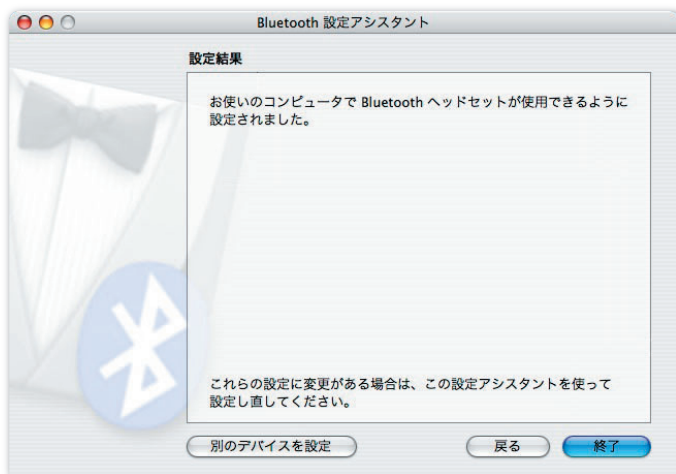 Bluetooth 設定アシスタント
設定結果
お使いのコンピュータで Bluetooth ヘッドセットが使用できるように
設定されました。
これらの設定に変更がある場合は、この設定アシスタントを使って
設定し直してください。
別のデバイスを設定
戻る
終了